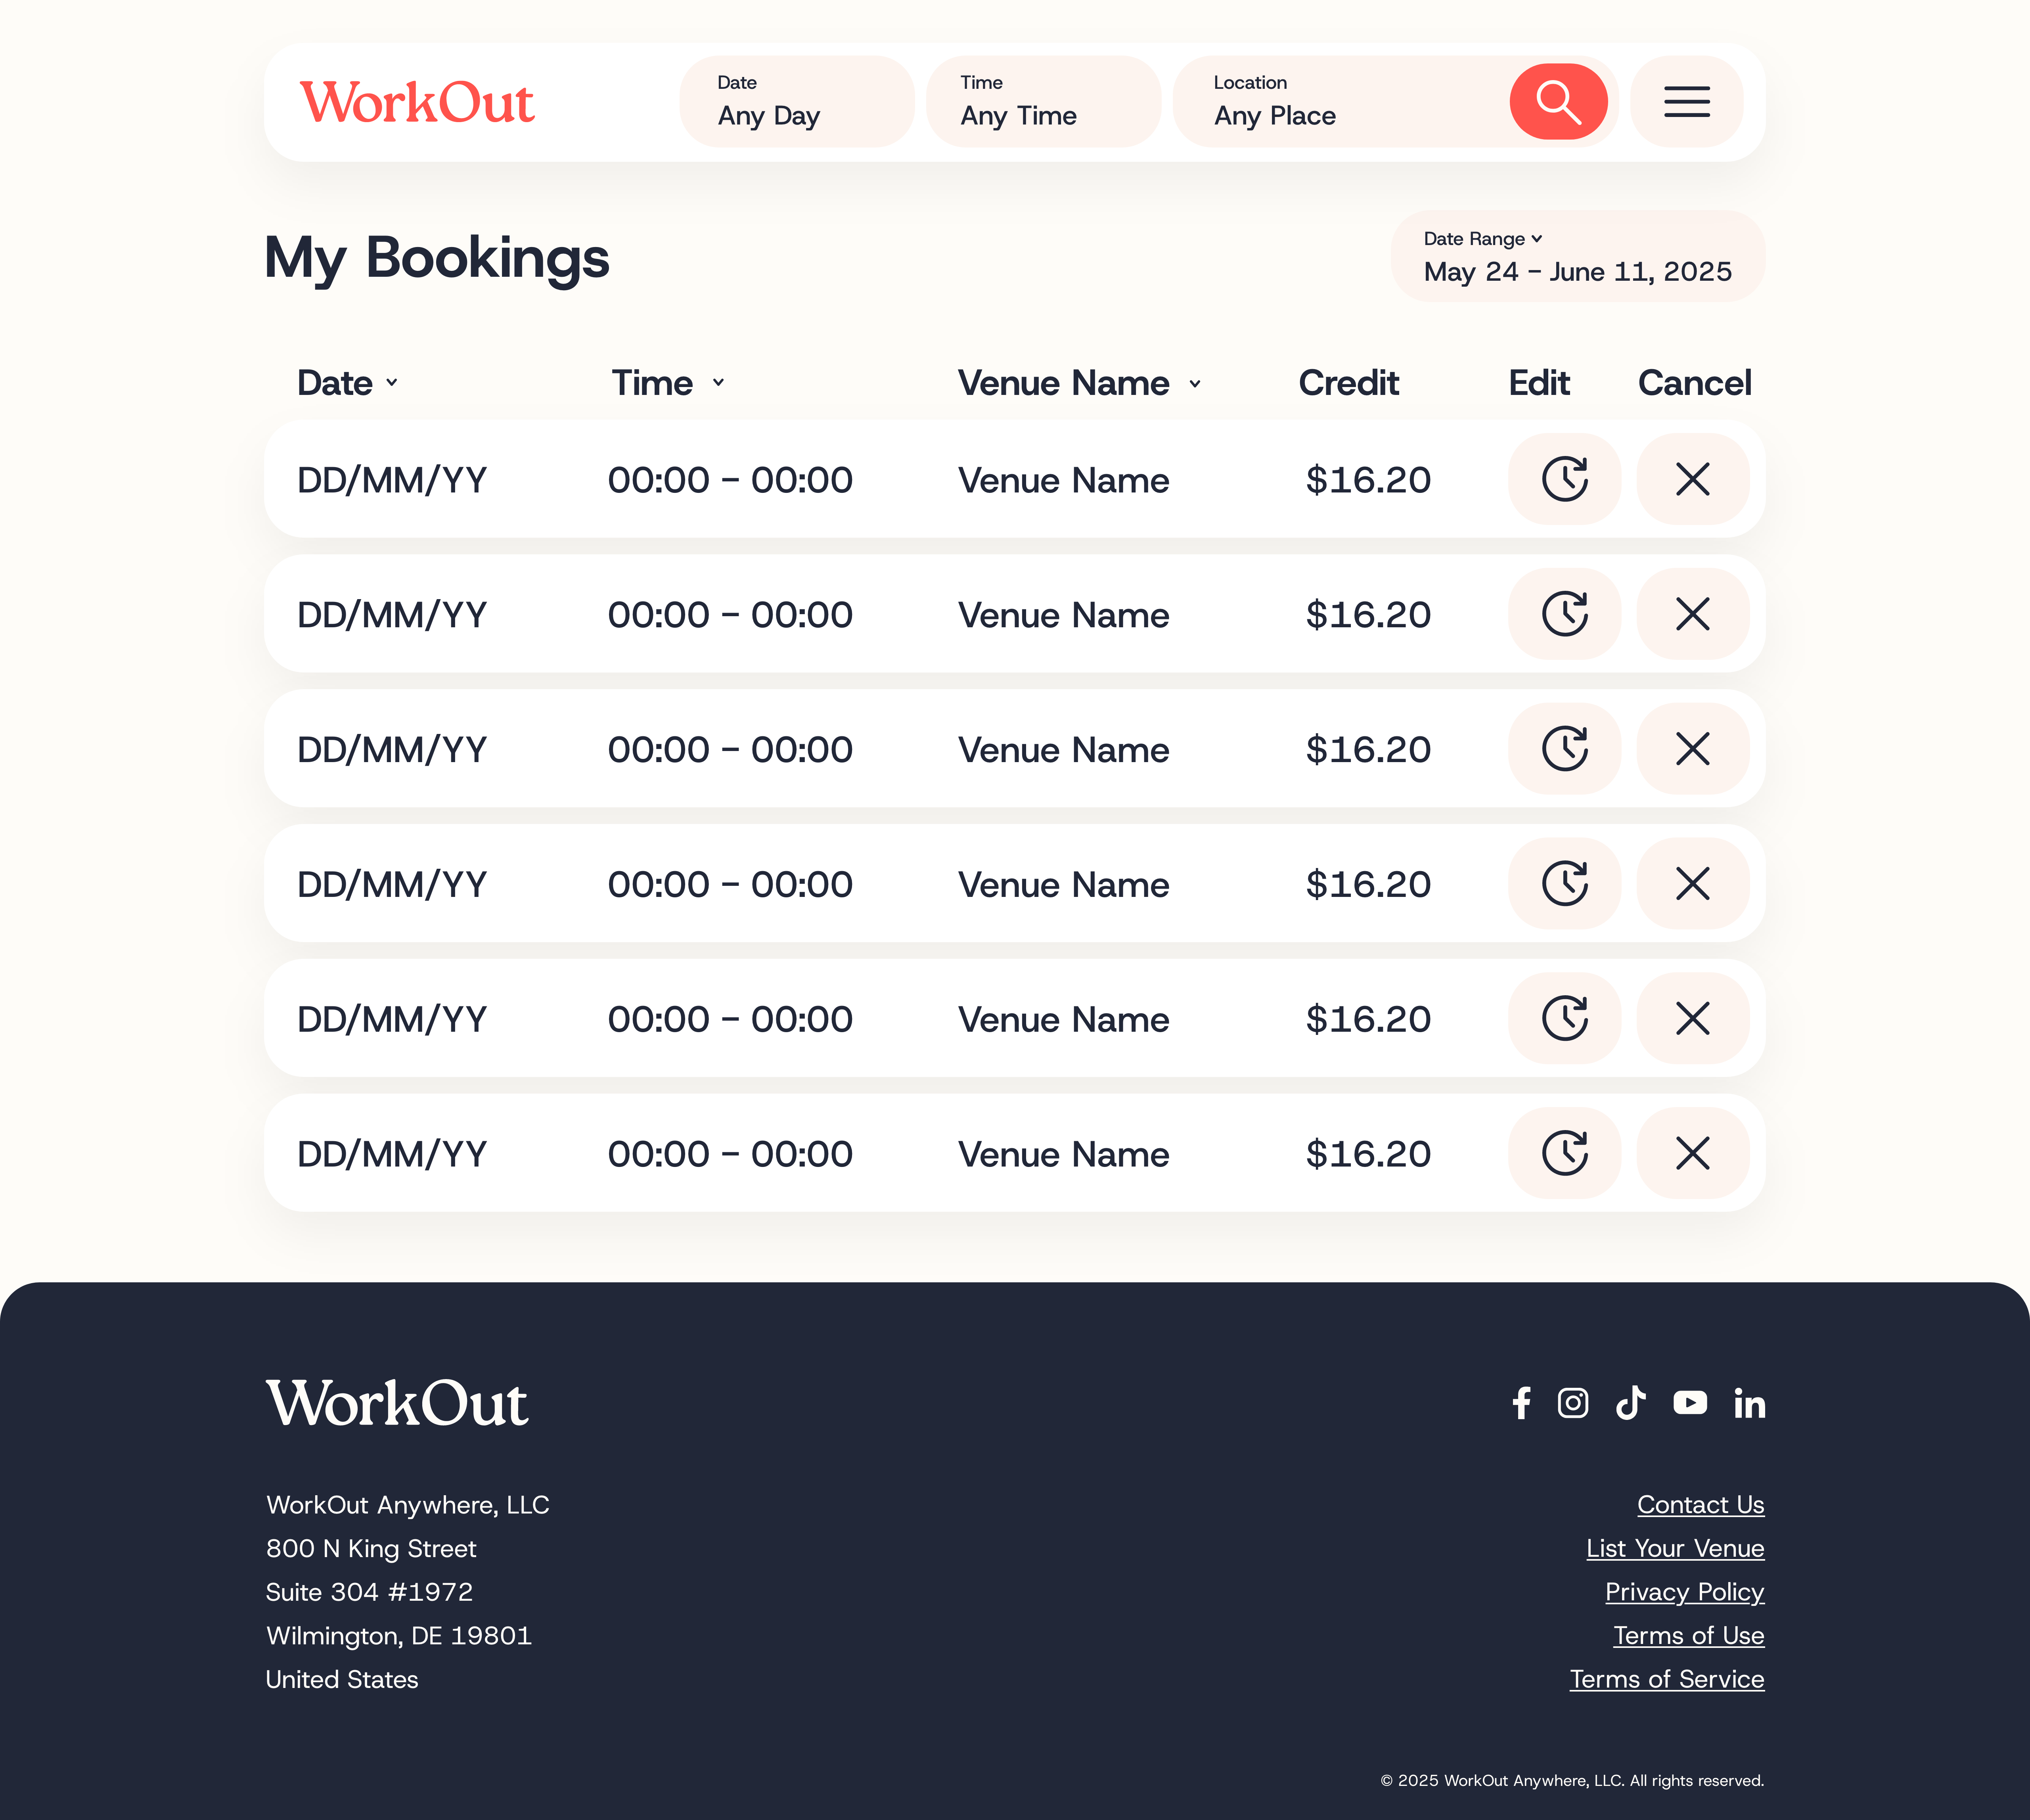 WorkOut
Date
Any Day
Time
Any Time
Location
Any Place
My Bookings
Date Range
May 24 – June 11, 2025
Date Time Venue Name Credit Edit Cancel
DD/MM/YY 00:00 – 00:00 Venue Name $16.20
DD/MM/YY 00:00 – 00:00 Venue Name $16.20
DD/MM/YY 00:00 – 00:00 Venue Name $16.20
DD/MM/YY 00:00 – 00:00 Venue Name $16.20
DD/MM/YY 00:00 – 00:00 Venue Name $16.20
DD/MM/YY 00:00 – 00:00 Venue Name $16.20
WorkOut
WorkOut Anywhere, LLC
800 N King Street
Suite 304 #1972
Wilmington, DE 19801
United States
Contact Us
List Your Venue
Privacy Policy
Terms of Use
Terms of Service
© 2025 WorkOut Anywhere, LLC. All rights reserved.